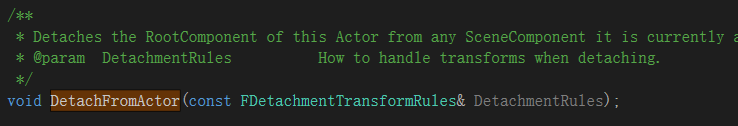 /**
* Detaches the RootComponent of this Actor from any SceneComponent it is currently
* @param  DetachmentRules          How to handle transforms when detaching.
*/
void DetachFromActor(const FDetachmentTransformRules& DetachmentRules);